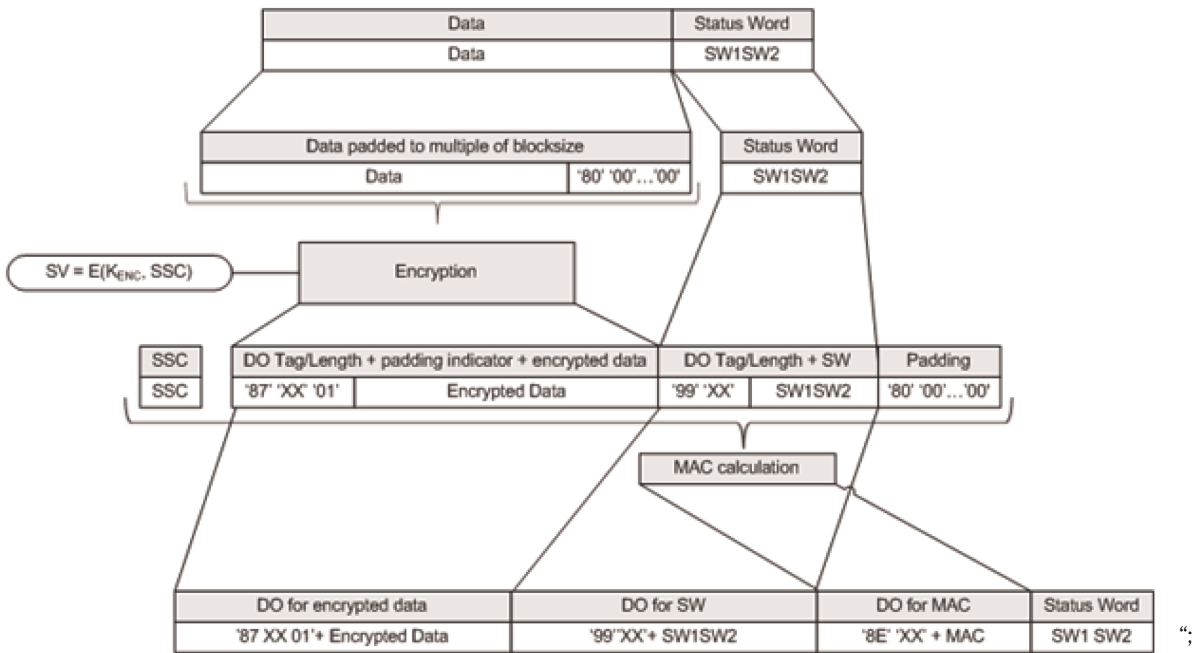 Data Status Word
Data SW1SW2
Data padded to multiple of blocksize Status Word
Data ‘80’ ‘00’…‘00’ SW1SW2
SV = E(KENC, SSC) Encryption
SSC DO Tag/Length + padding indicator + encrypted data DO Tag/Length + SW Padding
SSC ‘87’ ‘XX’ ‘01’ Encrypted Data ‘99’ ‘XX’ SW1SW2 ‘80’ ‘00’…‘00’
MAC calculation
DO for encrypted data DO for SW DO for MAC Status Word
‘87 XX 01’+ Encrypted Data ‘99’‘XX’+ SW1SW2 ‘8E’ ‘XX’ + MAC SW1 SW2 “;